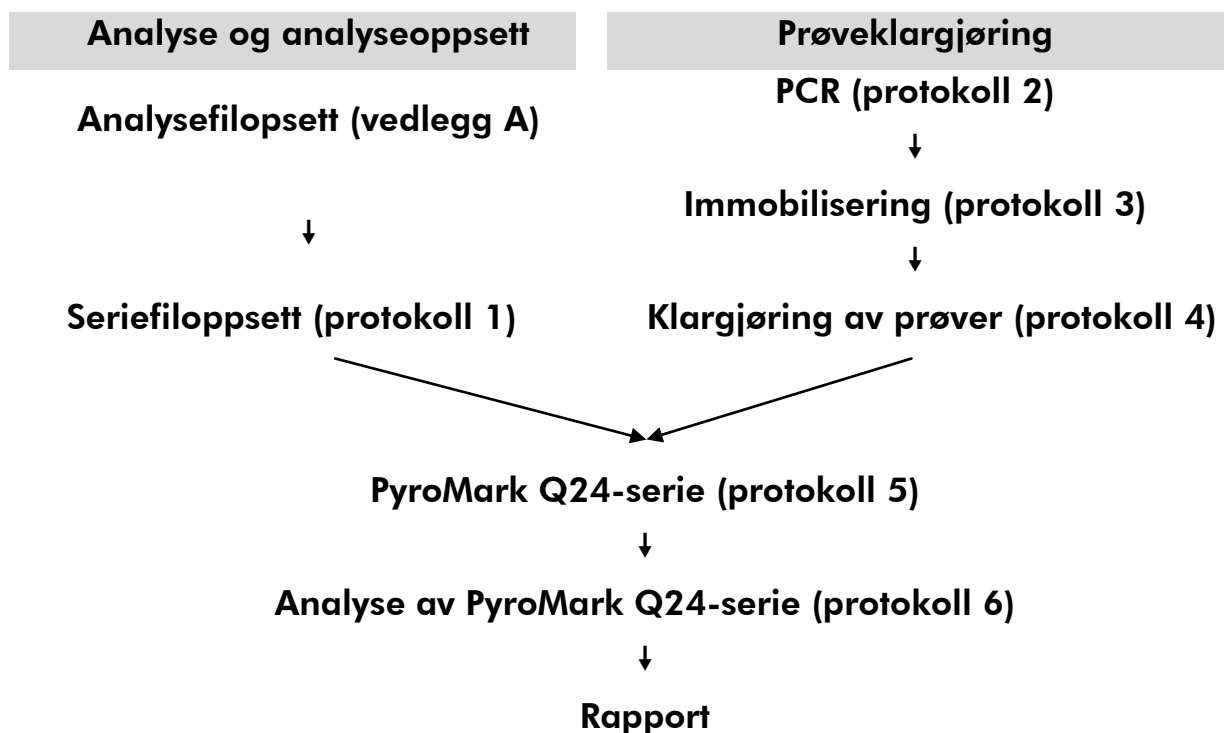 Analyse og analyseoppsett
Analysefilopsett (vedlegg A)
Seriefiloppsett (protokoll 1)
Prøveklargjøring
PCR (protokoll 2)
Immobilisering (protokoll 3)
Klargjøring av prøver (protokoll 4)
PyroMark Q24-serie (protokoll 5)
Analyse av PyroMark Q24-serie (protokoll 6)
Rapport